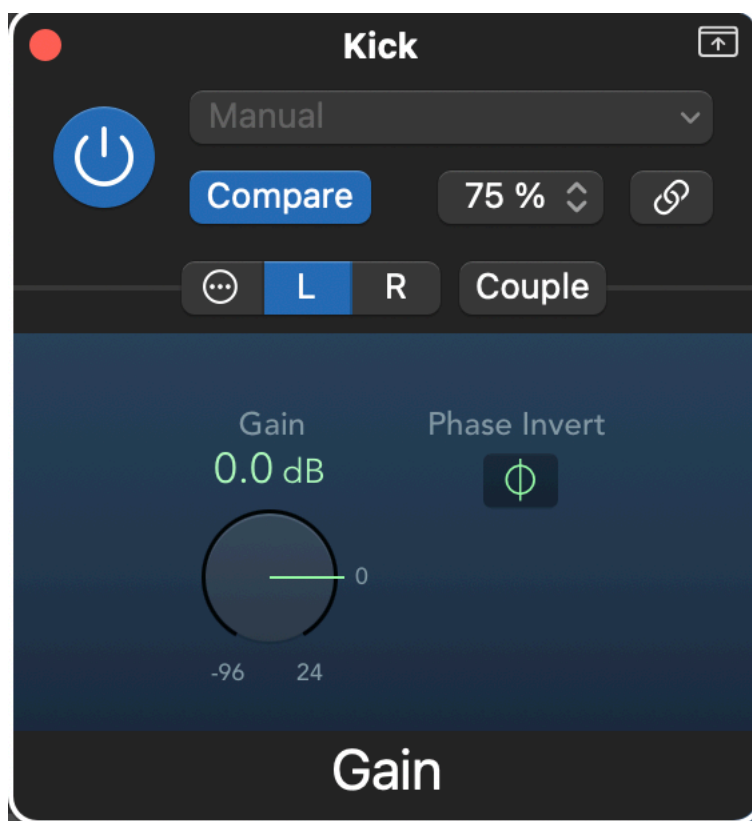 Kick
Manual
Compare 75 %
L R Couple
Gain Phase Invert
0.0 dB
0
-96 24
Gain